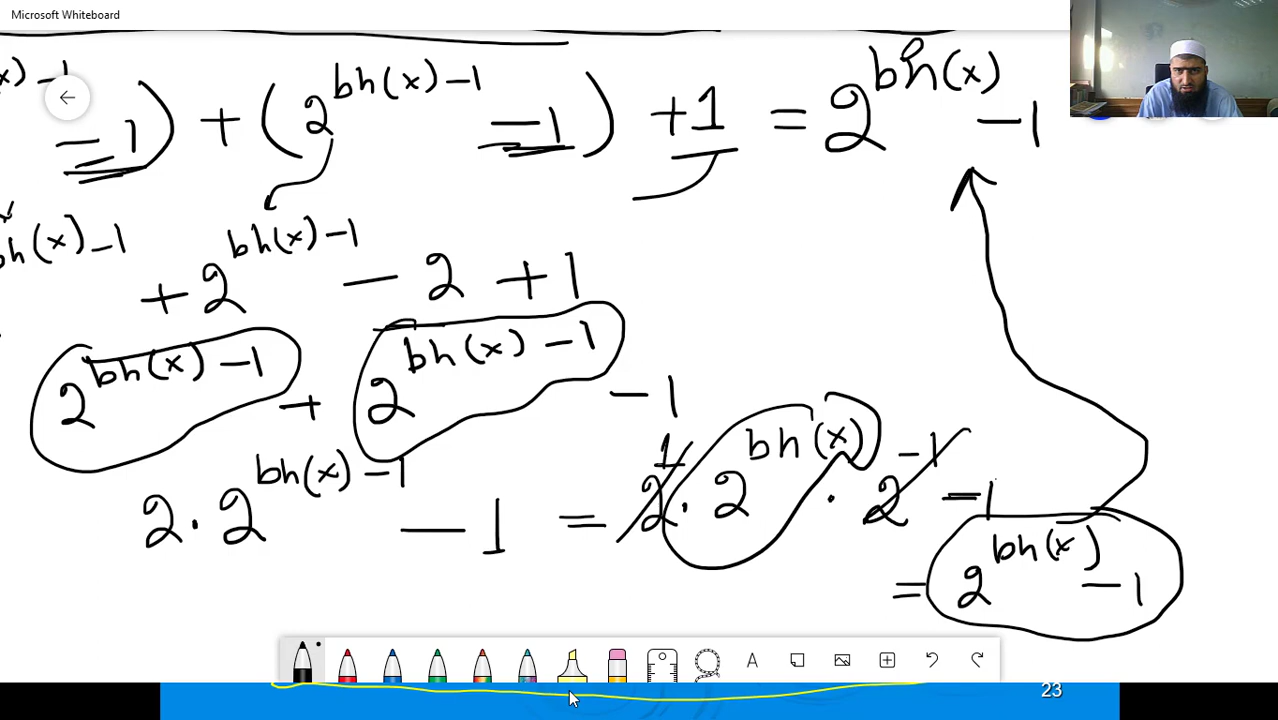 Microsoft Whiteboard
x) -1
-1) + (2^{bh(x)-1} -1) +1 = 2^{bh(x)} -1
bh(x)-1 + 2^{bh(x)-1} - 2 + 1
2^{bh(x)-1} + 2^{bh(x)-1} - 1
2 · 2^{bh(x)-1} - 1 = 2 · 2^{bh(x)} · 2^{-1} - 1
1
= 2^{bh(x)} - 1
A
23